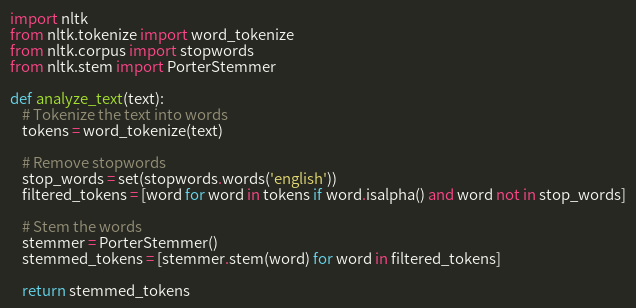 import nltk
from nltk.tokenize import word_tokenize
from nltk.corpus import stopwords
from nltk.stem import PorterStemmer

def analyze_text(text):
    # Tokenize the text into words
    tokens = word_tokenize(text)

    # Remove stopwords
    stop_words = set(stopwords.words('english'))
    filtered_tokens = [word for word in tokens if word.isalpha() and word not in stop_words]

    # Stem the words
    stemmer = PorterStemmer()
    stemmed_tokens = [stemmer.stem(word) for word in filtered_tokens]

    return stemmed_tokens